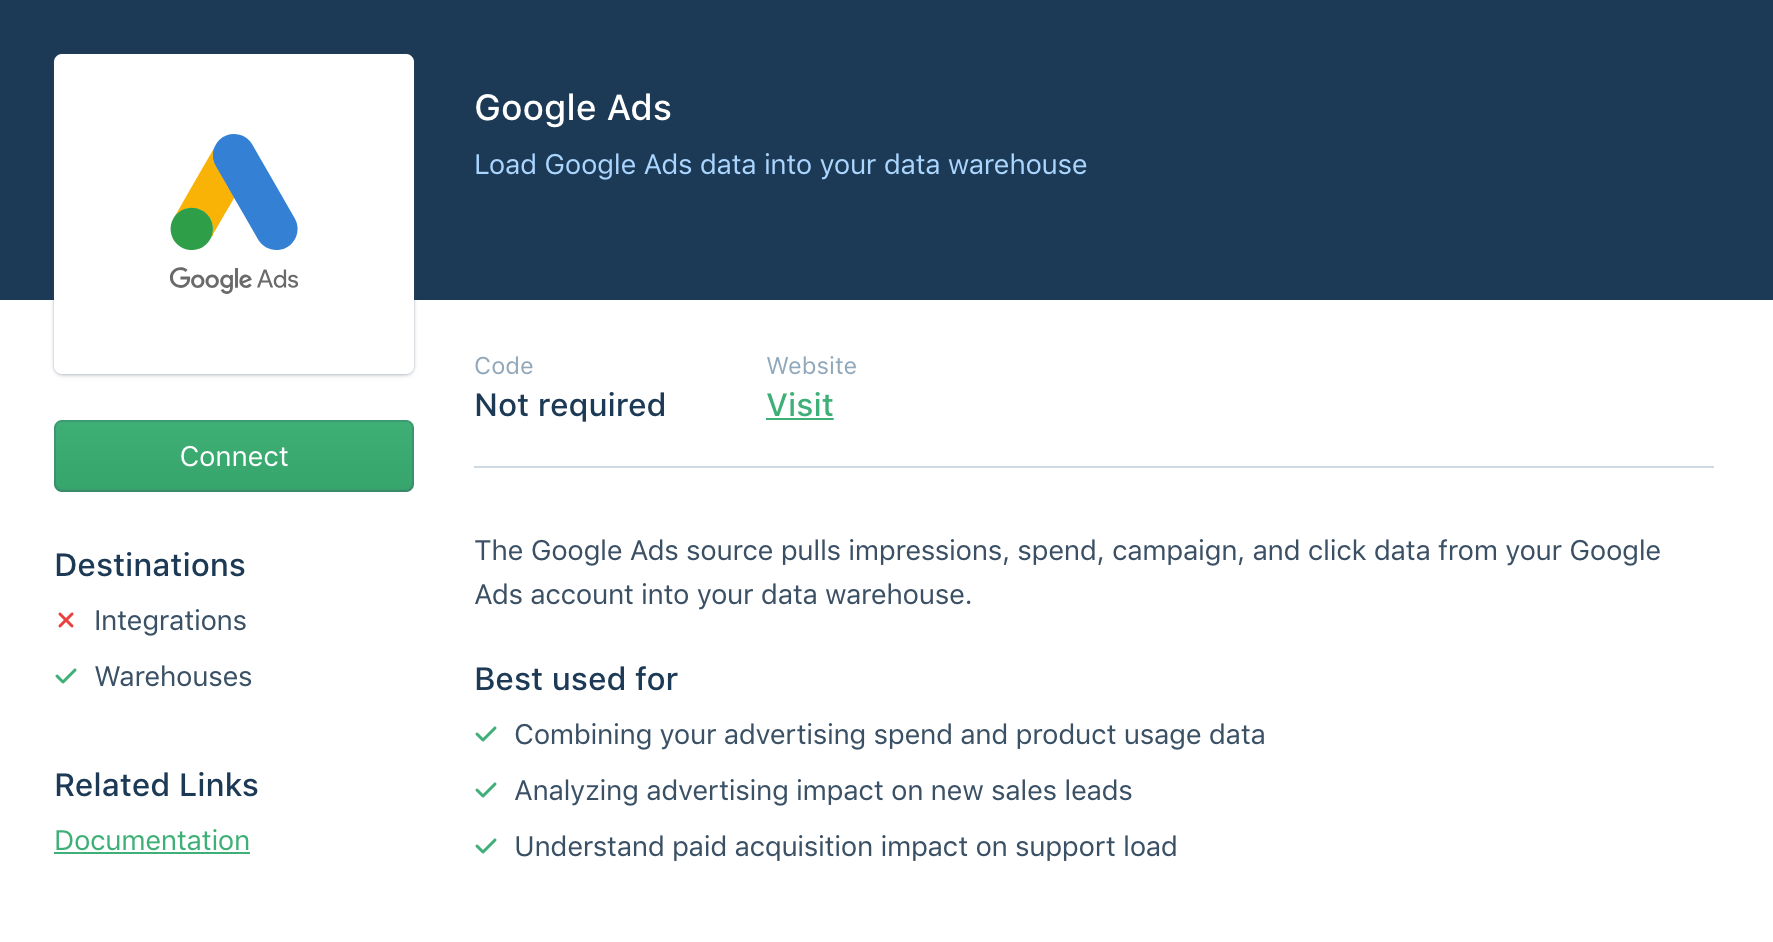 Google Ads
Load Google Ads data into your data warehouse
Google Ads
Code
Not required
Website
Visit
Connect
Destinations
Integrations
Warehouses
Related Links
Documentation
The Google Ads source pulls impressions, spend, campaign, and click data from your Google
Ads account into your data warehouse.
Best used for
Combining your advertising spend and product usage data
Analyzing advertising impact on new sales leads
Understand paid acquisition impact on support load